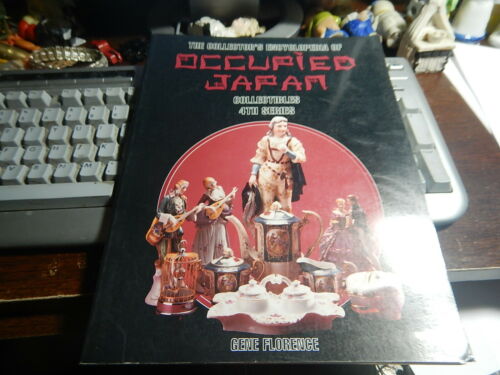 THE COLLECTOR'S ENCYCLOPEDIA OF
OCCUPIED
JAPAN
COLLECTIBLES
4TH SERIES
GENE FLORENCE